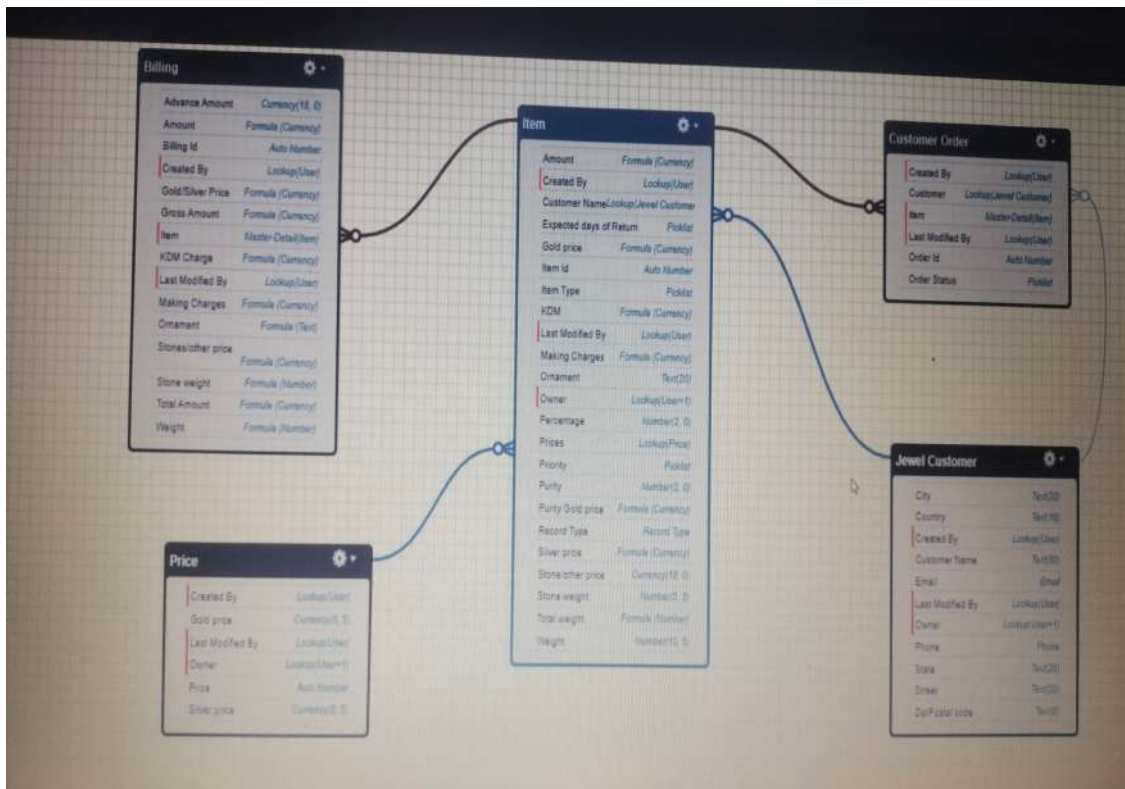 Billing
Advance Amount Currency(18, 0)
Amount Formula (Currency)
Billing Id Auto Number
Created By Lookup(User)
Gold/Silver Price Formula (Currency)
Gross Amount Formula (Currency)
Item Master-Detail(Item)
KDM Charge Formula (Currency)
Last Modified By Lookup(User)
Making Charges Formula (Currency)
Ornament Formula (Text)
Stones/other price
Formula (Currency)
Stone weight Formula (Number)
Total Amount Formula (Currency)
Weight Formula (Number)
Price
Created By Lookup(User)
Gold price
Last Modified By Lookup(User)
Owner Lookup(User+1)
Price Auto Number
Silver price
Item
Amount Formula (Currency)
Created By Lookup(User)
Customer Name Lookup(Jewel Customer
Expected days of Return Picklist
Gold price Formula (Currency)
Item Id Auto Number
Item Type Picklist
KDM Formula (Currency)
Last Modified By Lookup(User)
Making Charges Formula (Currency)
Ornament Text(20)
Owner Lookup(User+1)
Percentage Number(2, 0)
Prices Lookup(Price)
Priority Picklist
Purity Number(2, 0)
Purity Gold price Formula (Currency)
Record Type Record Type
Silver price Formula (Currency)
Stone/other price Currency(18, 0)
Stone weight
Total weight Formula (Number)
Weight
Customer Order
Created By Lookup(User)
Customer Lookup(Jewel Customer)
Item Master-Detail(Item)
Last Modified By Lookup(User)
Order Id Auto Number
Order Status Picklist
Jewel Customer
City Text(20)
Country
Created By Lookup(User)
Customer Name Text(80)
Email Email
Last Modified By Lookup(User)
Owner Lookup(User+1)
Phone Phone
State Text(20)
Street Text(20)
Zip/Postal code